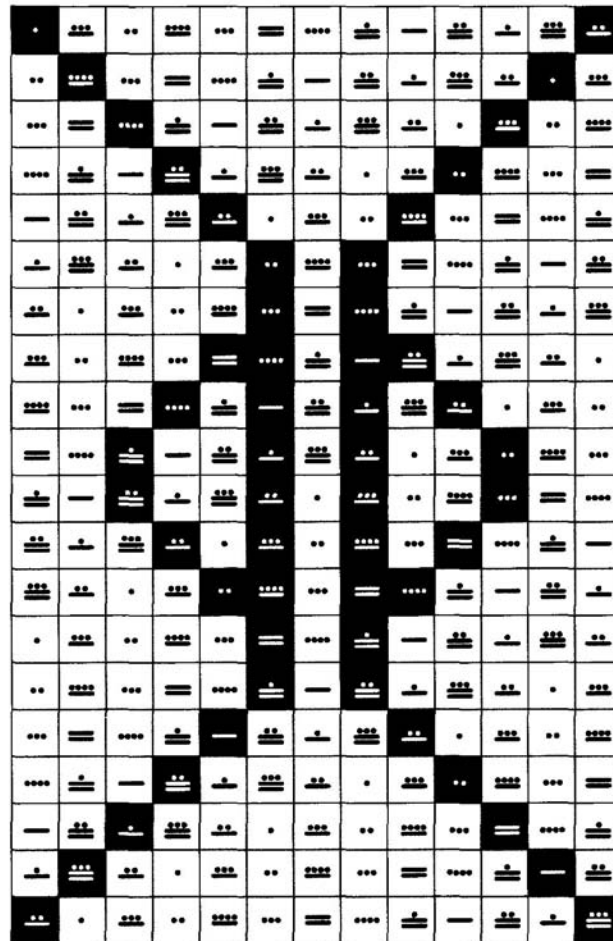 𝋡 𝋨 𝋢 𝋩 𝋣 𝋪 𝋤 𝋫 𝋥 𝋬 𝋦 𝋭 𝋧
𝋢 𝋩 𝋣 𝋪 𝋤 𝋫 𝋥 𝋬 𝋦 𝋭 𝋧 𝋡 𝋨
𝋣 𝋪 𝋤 𝋫 𝋥 𝋬 𝋦 𝋭 𝋧 𝋡 𝋨 𝋢 𝋩
𝋤 𝋫 𝋥 𝋬 𝋦 𝋭 𝋧 𝋡 𝋨 𝋢 𝋩 𝋣 𝋪
𝋥 𝋬 𝋦 𝋭 𝋧 𝋡 𝋨 𝋢 𝋩 𝋣 𝋪 𝋤 𝋫
𝋦 𝋭 𝋧 𝋡 𝋨 𝋢 𝋩 𝋣 𝋪 𝋤 𝋫 𝋥 𝋬
𝋧 𝋡 𝋨 𝋢 𝋩 𝋣 𝋪 𝋤 𝋫 𝋥 𝋬 𝋦 𝋭
𝋨 𝋢 𝋩 𝋣 𝋪 𝋤 𝋫 𝋥 𝋬 𝋦 𝋭 𝋧 𝋡
𝋩 𝋣 𝋪 𝋤 𝋫 𝋥 𝋬 𝋦 𝋭 𝋧 𝋡 𝋨 𝋢
𝋪 𝋤 𝋫 𝋥 𝋬 𝋦 𝋭 𝋧 𝋡 𝋨 𝋢 𝋩 𝋣
𝋫 𝋥 𝋬 𝋦 𝋭 𝋧 𝋡 𝋨 𝋢 𝋩 𝋣 𝋪 𝋤
𝋬 𝋦 𝋭 𝋧 𝋡 𝋨 𝋢 𝋩 𝋣 𝋪 𝋤 𝋫 𝋥
𝋭 𝋧 𝋡 𝋨 𝋢 𝋩 𝋣 𝋪 𝋤 𝋫 𝋥 𝋬 𝋦
𝋡 𝋨 𝋢 𝋩 𝋣 𝋪 𝋤 𝋫 𝋥 𝋬 𝋦 𝋭 𝋧
𝋢 𝋩 𝋣 𝋪 𝋤 𝋫 𝋥 𝋬 𝋦 𝋭 𝋧 𝋡 𝋨
𝋣 𝋪 𝋤 𝋫 𝋥 𝋬 𝋦 𝋭 𝋧 𝋡 𝋨 𝋢 𝋩
𝋤 𝋫 𝋥 𝋬 𝋦 𝋭 𝋧 𝋡 𝋨 𝋢 𝋩 𝋣 𝋪
𝋥 𝋬 𝋦 𝋭 𝋧 𝋡 𝋨 𝋢 𝋩 𝋣 𝋪 𝋤 𝋫
𝋦 𝋭 𝋧 𝋡 𝋨 𝋢 𝋩 𝋣 𝋪 𝋤 𝋫 𝋥 𝋬
𝋧 𝋡 𝋨 𝋢 𝋩 𝋣 𝋪 𝋤 𝋫 𝋥 𝋬 𝋦 𝋭